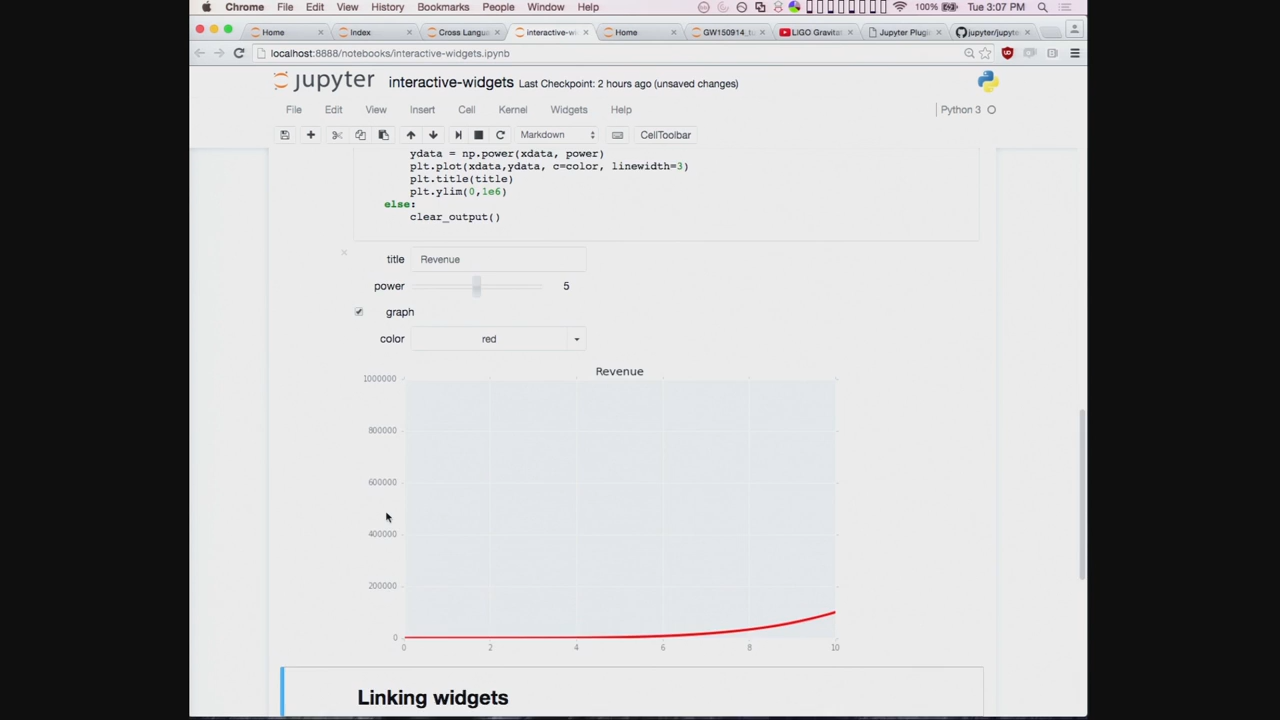 Chrome File Edit View History Bookmarks People Window Help 100% Tue 3:07 PM
Home Index Cross Langua interactive-wi Home GW150914_tu LIGO Gravitat Jupyter Plugi jupyter/jupyte
localhost:8888/notebooks/interactive-widgets.ipynb
jupyter interactive-widgets Last Checkpoint: 2 hours ago (unsaved changes)
File Edit View Insert Cell Kernel Widgets Help Python 3
Markdown CellToolbar
ydata = np.power(xdata, power)
plt.plot(xdata,ydata, c=color, linewidth=3)
plt.title(title)
plt.ylim(0,1e6)
else:
clear_output()
title Revenue
power 5
graph
color red
Revenue
1000000
800000
600000
400000
200000
0
0 2 4 6 8 10
Linking widgets